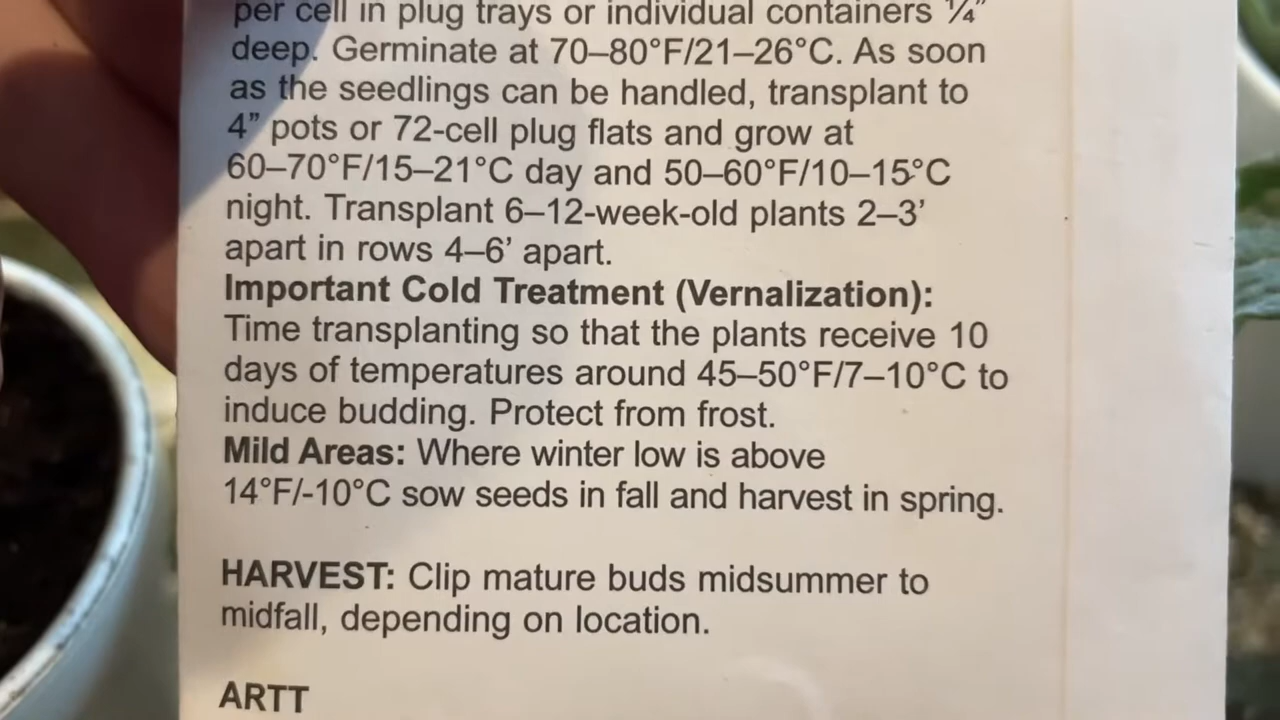 per cell in plug trays or individual containers ¼"
deep. Germinate at 70–80°F/21–26°C. As soon
as the seedlings can be handled, transplant to
4” pots or 72-cell plug flats and grow at
60–70°F/15–21°C day and 50–60°F/10–15°C
night. Transplant 6–12-week-old plants 2–3’
apart in rows 4–6’ apart.
Important Cold Treatment (Vernalization):
Time transplanting so that the plants receive 10
days of temperatures around 45–50°F/7–10°C to
induce budding. Protect from frost.
Mild Areas: Where winter low is above
14°F/-10°C sow seeds in fall and harvest in spring.
HARVEST: Clip mature buds midsummer to
midfall, depending on location.
ARTT